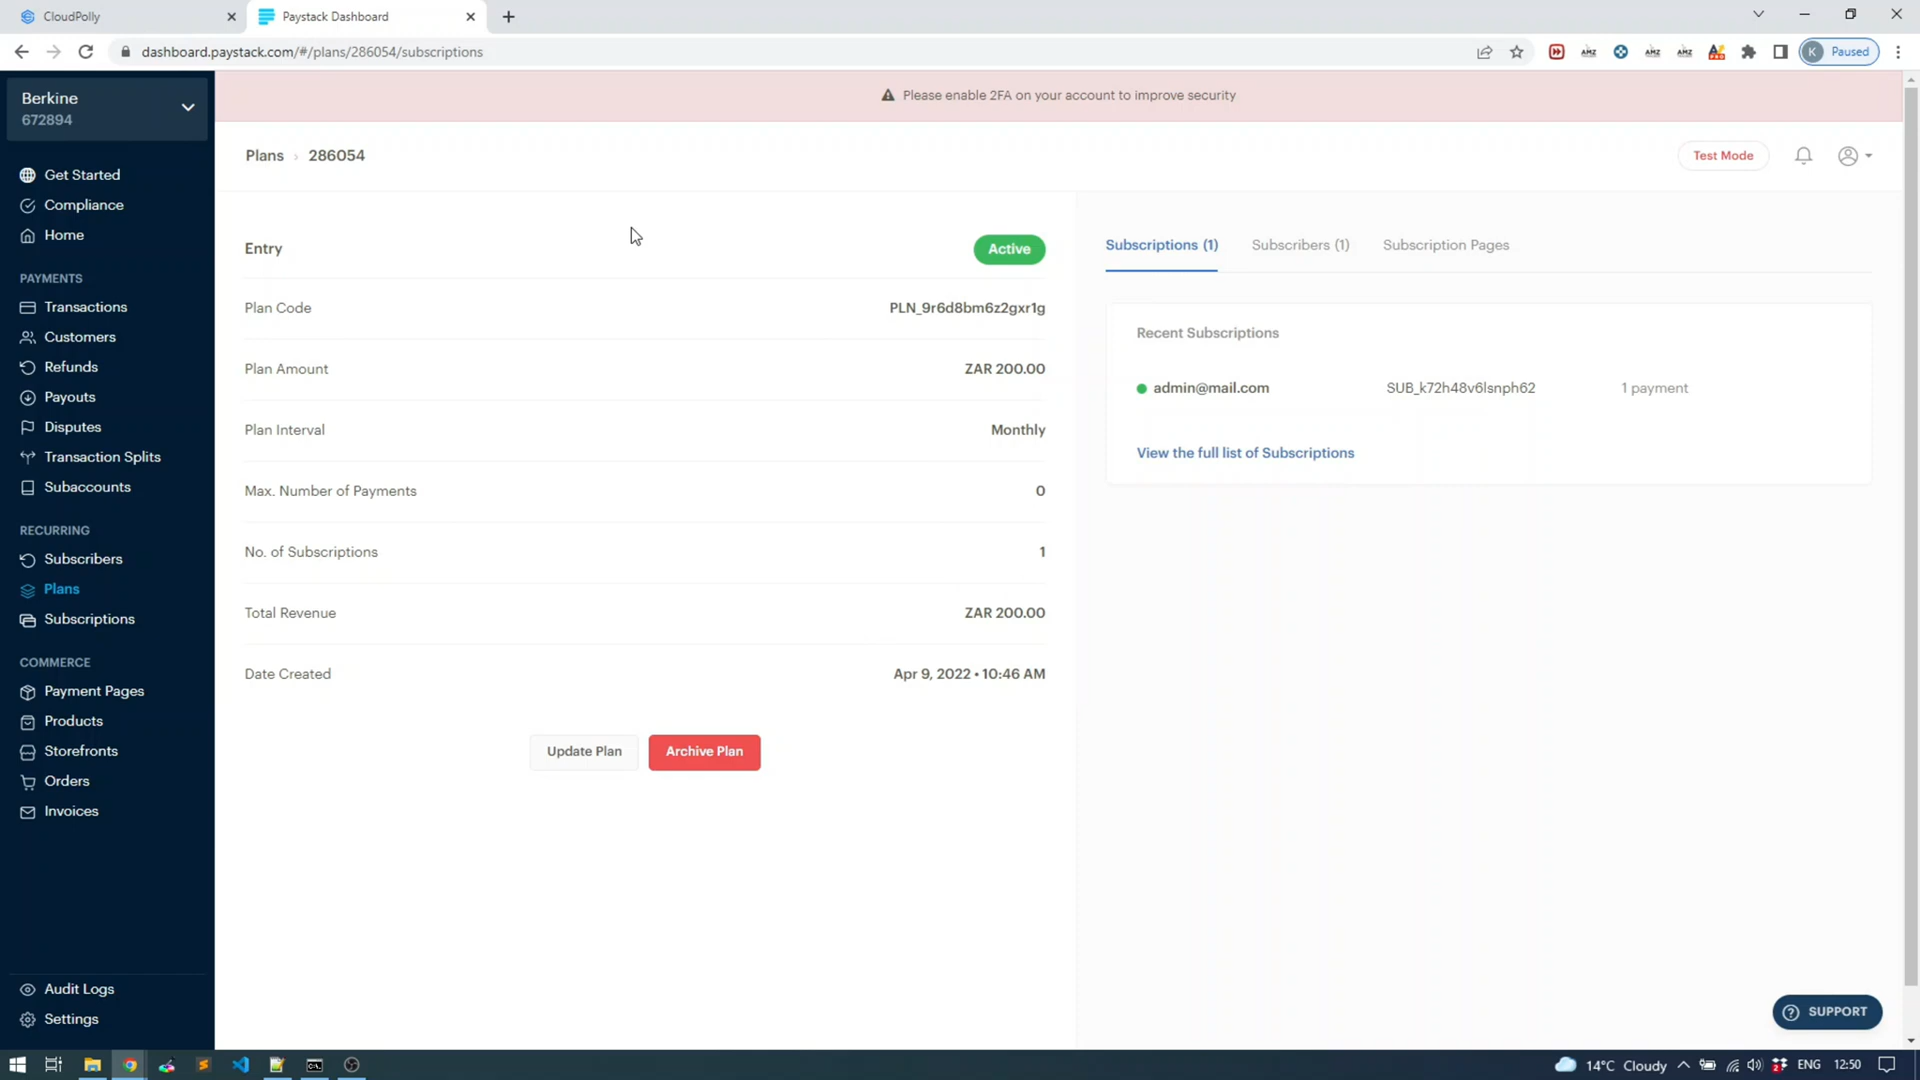 CloudPolly
Paystack Dashboard
dashboard.paystack.com/#/plans/286054/subscriptions
K Paused
Berkine
672894
Please enable 2FA on your account to improve security
Plans › 286054
Test Mode
Get Started
Compliance
Home
PAYMENTS
Transactions
Customers
Refunds
Payouts
Disputes
Transaction Splits
Subaccounts
RECURRING
Subscribers
Plans
Subscriptions
COMMERCE
Payment Pages
Products
Storefronts
Orders
Invoices
Audit Logs
Settings
Entry Active
Plan Code PLN_9r6d8bm6z2gxr1g
Plan Amount ZAR 200.00
Plan Interval Monthly
Max. Number of Payments 0
No. of Subscriptions 1
Total Revenue ZAR 200.00
Date Created Apr 9, 2022 • 10:46 AM
Update Plan Archive Plan
Subscriptions (1) Subscribers (1) Subscription Pages
Recent Subscriptions
admin@mail.com SUB_k72h48v6lsnph62 1 payment
View the full list of Subscriptions
SUPPORT
14°C Cloudy ENG 12:50